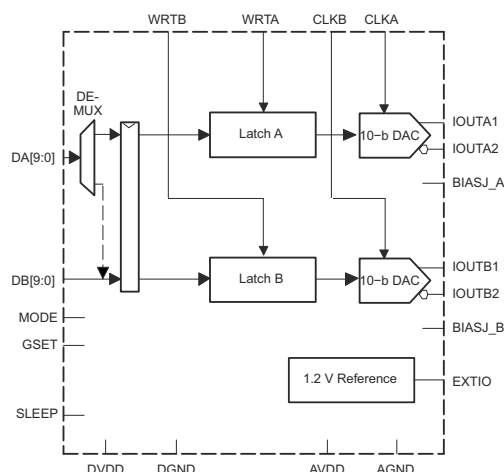 WRTB WRTA CLKB CLKA
DE-
MUX
IOUTA1
Latch A
10−b DAC
IOUTA2
DA[9:0]
BIASJ_A
IOUTB1
DB[9:0]
Latch B
10−b DAC
IOUTB2
MODE
BIASJ_B
GSET
1.2 V Reference
EXTIO
SLEEP
DVDD DGND AVDD AGND